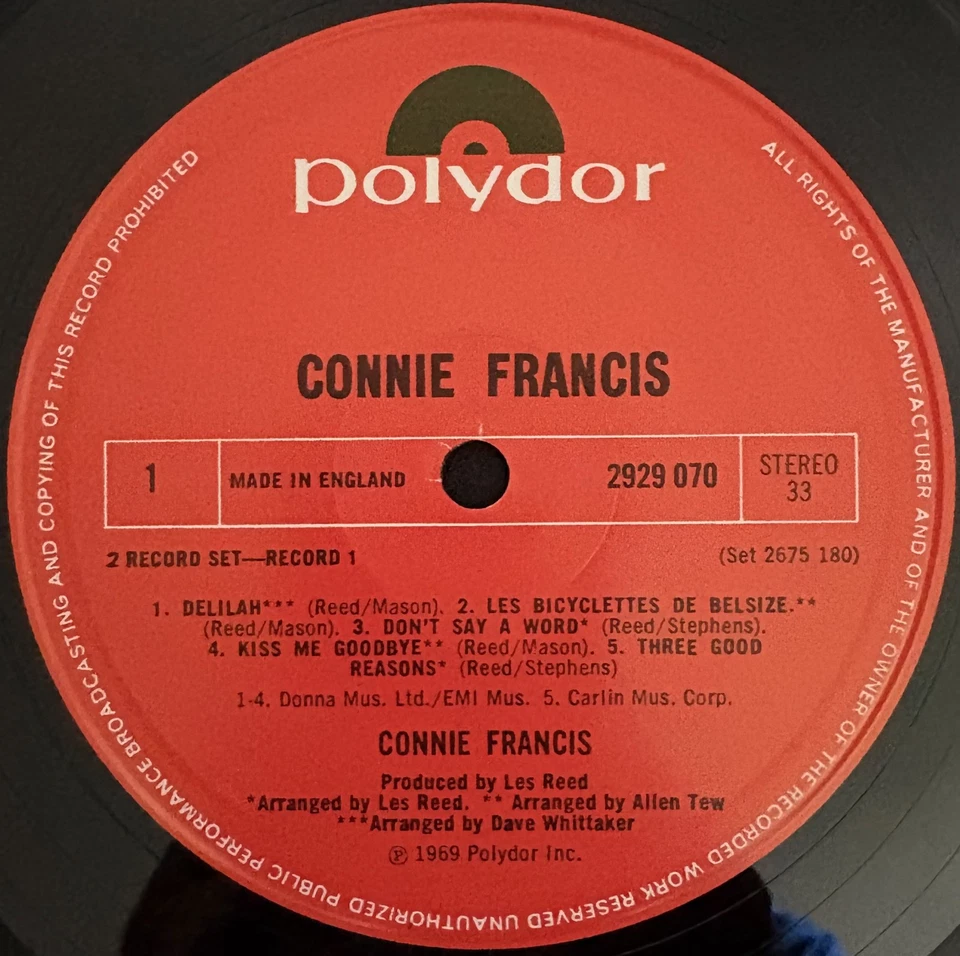 polydor
CONNIE FRANCIS
1
MADE IN ENGLAND
2929 070
STEREO
33
2 RECORD SET—RECORD 1
(Set 2675 180)
1. DELILAH*** (Reed/Mason). 2. LES BICYCLETTES DE BELSIZE.**
(Reed/Mason). 3. DON'T SAY A WORD* (Reed/Stephens).
4. KISS ME GOODBYE** (Reed/Mason). 5. THREE GOOD
REASONS* (Reed/Stephens)
1-4. Donna Mus. Ltd./EMI Mus. 5. Carlin Mus. Corp.
CONNIE FRANCIS
Produced by Les Reed
*Arranged by Les Reed. ** Arranged by Allen Tew
***Arranged by Dave Whittaker
℗ 1969 Polydor Inc.
ALL RIGHTS OF THE MANUFACTURER AND OF THE OWNER OF THE RECORDED WORK RESERVED UNAUTHORIZED PUBLIC PERFORMANCE BROADCASTING AND COPYING OF THIS RECORD PROHIBITED